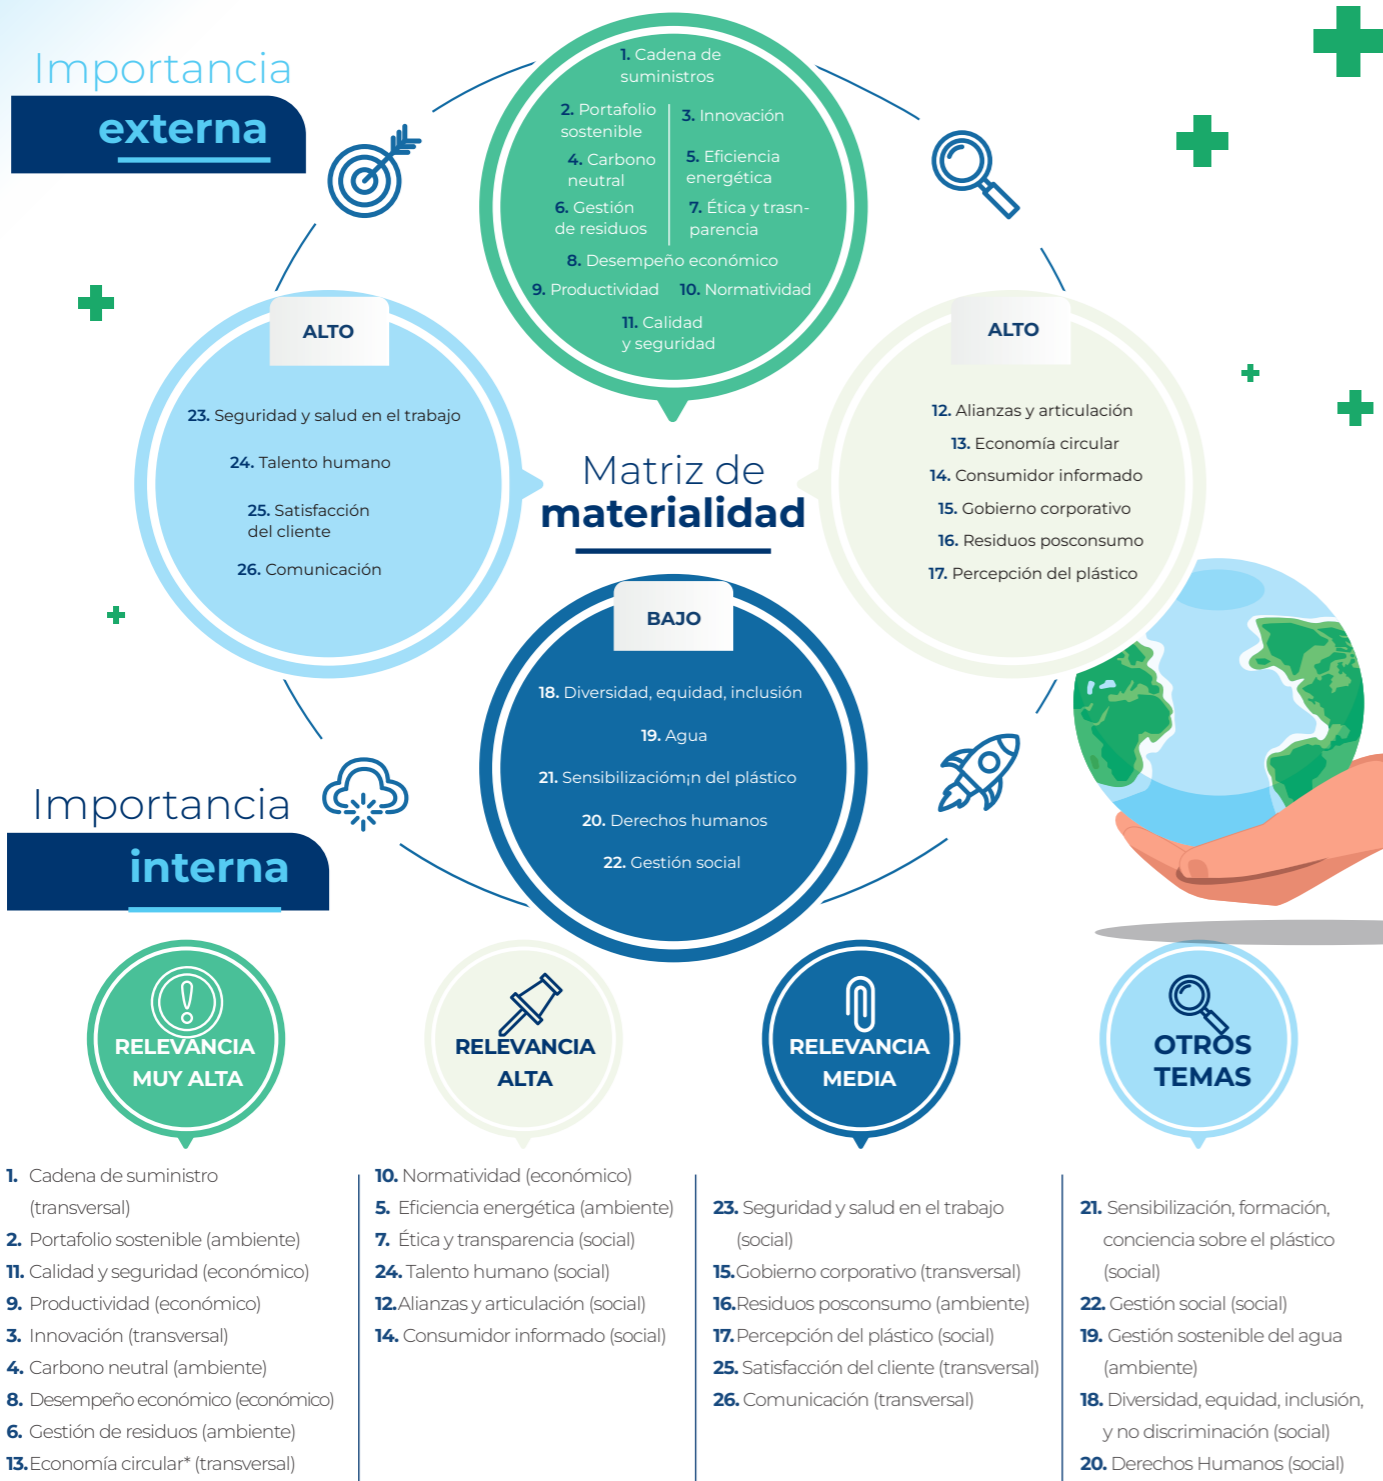 Importancia
externa
1. Cadena de
suministros
2. Portafolio
sostenible
3. Innovación
4. Carbono
neutral
5. Eficiencia
energética
6. Gestión
de residuos
7. Ética y trasn-
parencia
8. Desempeño económico
9. Productividad
10. Normatividad
11. Calidad
y seguridad
ALTO
23. Seguridad y salud en el trabajo
24. Talento humano
25. Satisfacción
del cliente
26. Comunicación
Matriz de
materialidad
ALTO
12. Alianzas y articulación
13. Economía circular
14. Consumidor informado
15. Gobierno corporativo
16. Residuos posconsumo
17. Percepción del plástico
BAJO
18. Diversidad, equidad, inclusión
19. Agua
21. Sensibilizacióm¡n del plástico
20. Derechos humanos
22. Gestión social
Importancia
interna
RELEVANCIA
MUY ALTA
1. Cadena de suministro
(transversal)
2. Portafolio sostenible (ambiente)
11. Calidad y seguridad (económico)
9. Productividad (económico)
3. Innovación (transversal)
4. Carbono neutral (ambiente)
8. Desempeño económico (económico)
6. Gestión de residuos (ambiente)
13. Economía circular* (transversal)
RELEVANCIA
ALTA
10. Normatividad (económico)
5. Eficiencia energética (ambiente)
7. Ética y transparencia (social)
24. Talento humano (social)
12. Alianzas y articulación (social)
14. Consumidor informado (social)
RELEVANCIA
MEDIA
23. Seguridad y salud en el trabajo
(social)
15. Gobierno corporativo (transversal)
16. Residuos posconsumo (ambiente)
17. Percepción del plástico (social)
25. Satisfacción del cliente (transversal)
26. Comunicación (transversal)
OTROS
TEMAS
21. Sensibilización, formación,
conciencia sobre el plástico
(social)
22. Gestión social (social)
19. Gestión sostenible del agua
(ambiente)
18. Diversidad, equidad, inclusión,
y no discriminación (social)
20. Derechos Humanos (social)